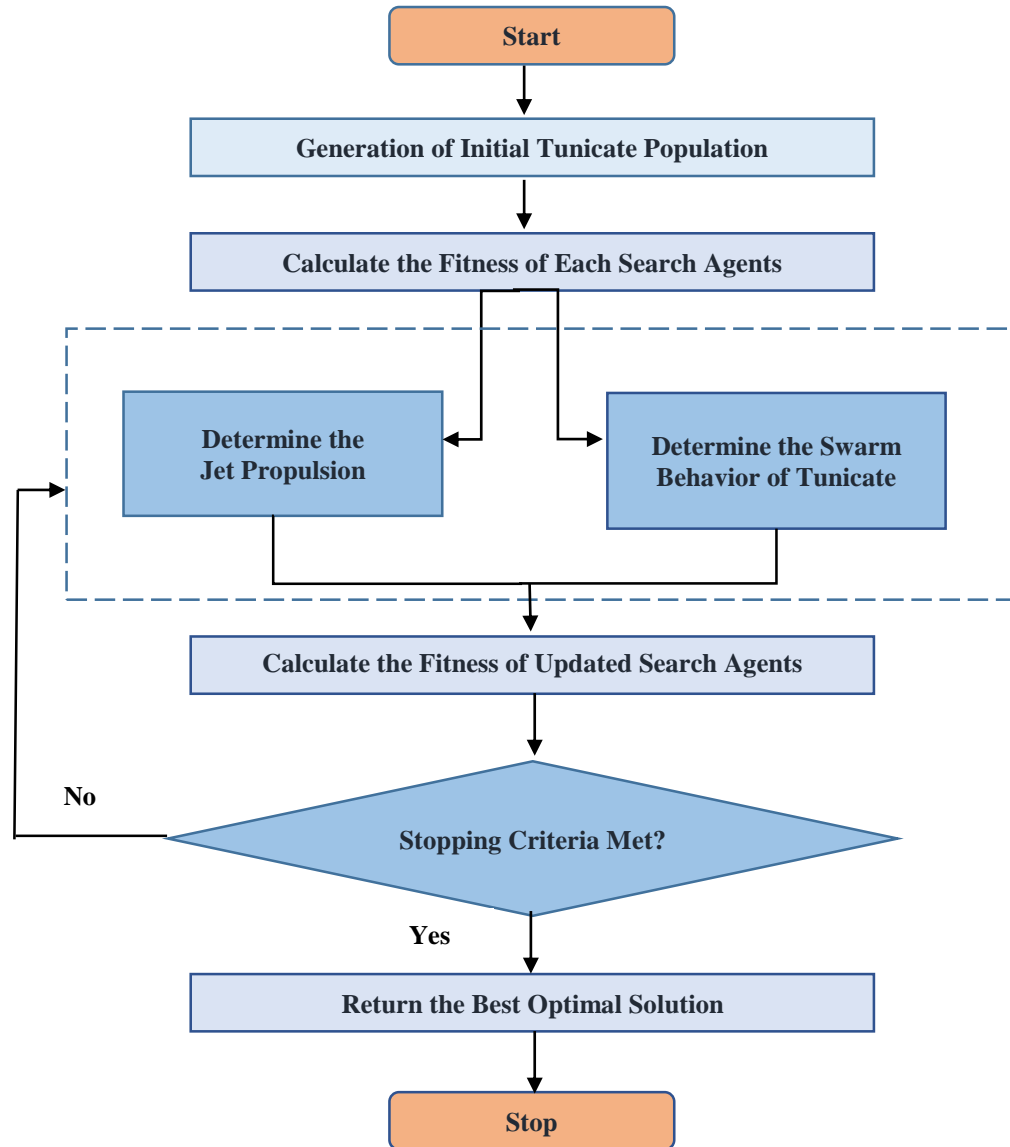 Start
Generation of Initial Tunicate Population
Calculate the Fitness of Each Search Agents
Determine the
Jet Propulsion
Determine the Swarm
Behavior of Tunicate
Calculate the Fitness of Updated Search Agents
No
Stopping Criteria Met?
Yes
Return the Best Optimal Solution
Stop